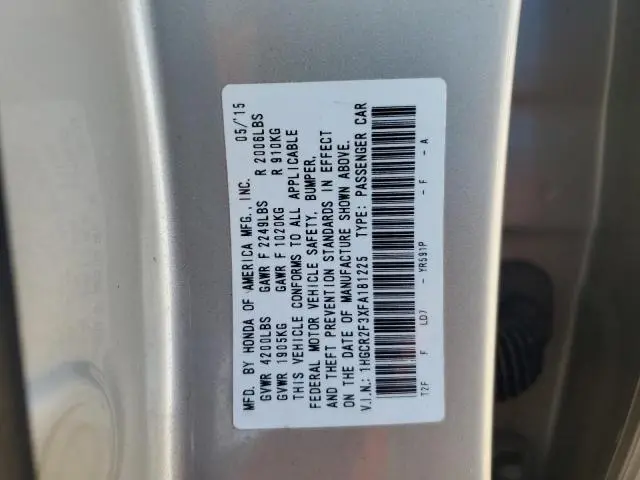 MFD. BY HONDA OF AMERICA MFG., INC. 05/15
GVWR 4200LBS GAWR F 2249LBS R 2006LBS
GVWR 1905KG GAWR F 1020KG R 910KG
THIS VEHICLE CONFORMS TO ALL APPLICABLE
FEDERAL MOTOR VEHICLE SAFETY, BUMPER,
AND THEFT PREVENTION STANDARDS IN EFFECT
ON THE DATE OF MANUFACTURE SHOWN ABOVE.
V.I.N.: 1HGCR2F3XFA181225 TYPE: PASSENGER CAR
T2F F LD7 - YR591P - F - A